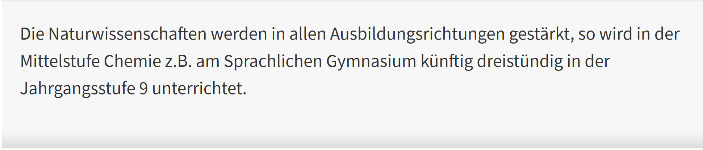 Die Naturwissenschaften werden in allen Ausbildungsrichtungen gestärkt, so wird in der
Mittelstufe Chemie z.B. am Sprachlichen Gymnasium künftig dreistündig in der
Jahrgangsstufe 9 unterrichtet.